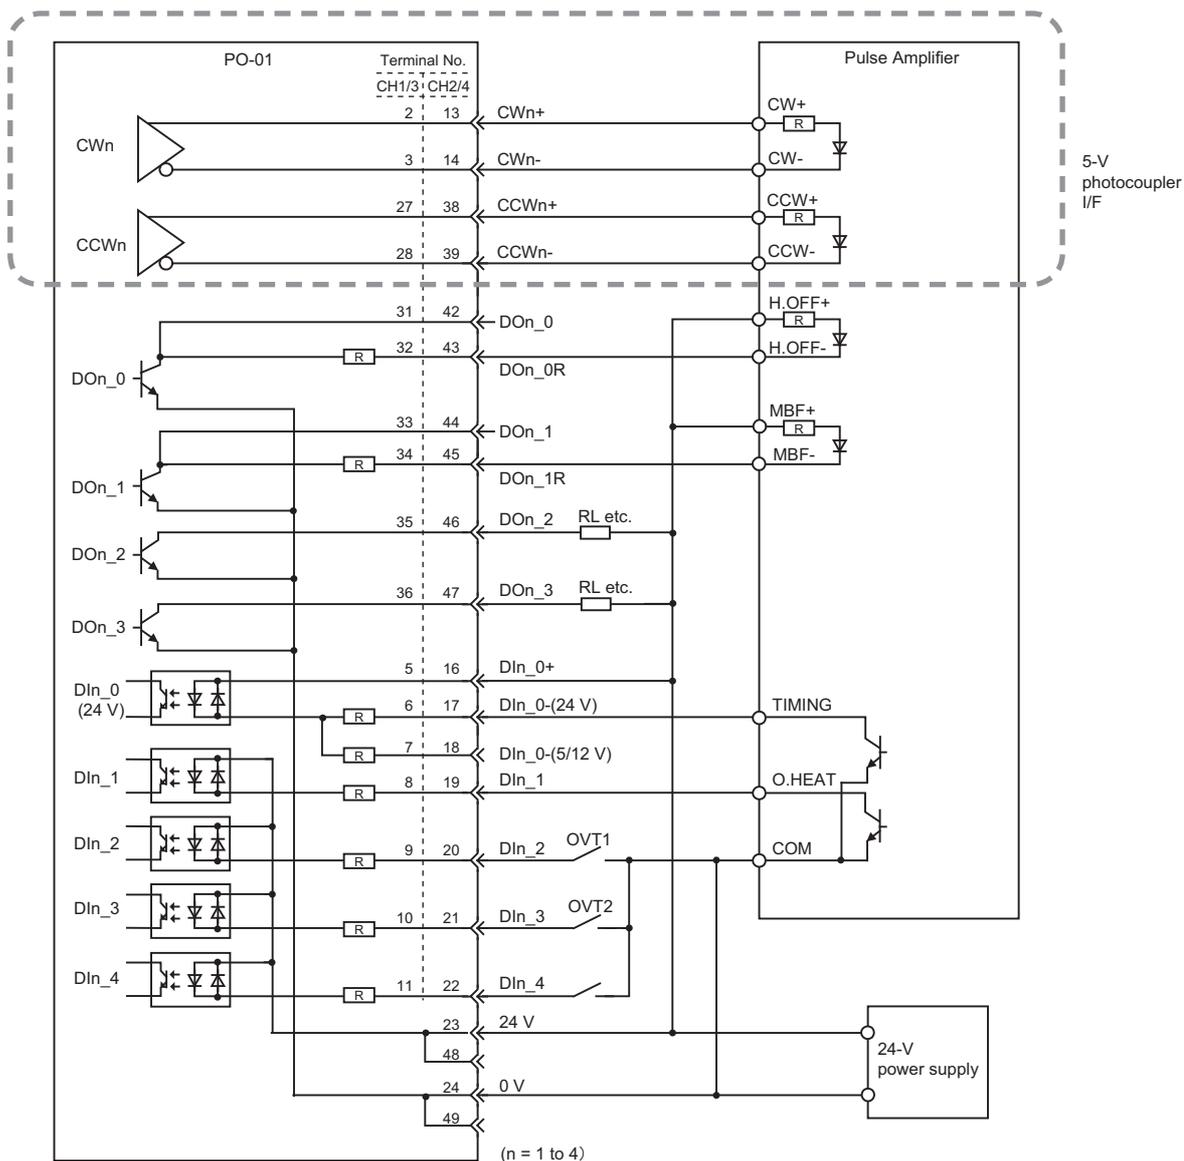 PO-01
Terminal No.
CH1/3 CH2/4
Pulse Amplifier
CWn
2 13 CWn+
CW+
R
3 14 CWn-
CW-
5-V
photocoupler
I/F
CCWn
27 38 CCWn+
CCW+
R
28 39 CCWn-
CCW-
31 42 DOn_0
H.OFF+
R
DOn_0
R 32 43
DOn_0R
H.OFF-
33 44 DOn_1
MBF+
R
DOn_1
R 34 45
DOn_1R
MBF-
DOn_2
35 46 DOn_2 RL etc.
DOn_3
36 47 DOn_3 RL etc.
DIn_0
(24 V)
5 16 DIn_0+
R 6 17 DIn_0-(24 V)
TIMING
R 7 18 DIn_0-(5/12 V)
DIn_1
R 8 19 DIn_1
O.HEAT
DIn_2
R 9 20 DIn_2 OVT1
COM
DIn_3
R 10 21 DIn_3 OVT2
DIn_4
R 11 22 DIn_4
23 24 V
48
24 0 V
49
24-V
power supply
(n = 1 to 4)